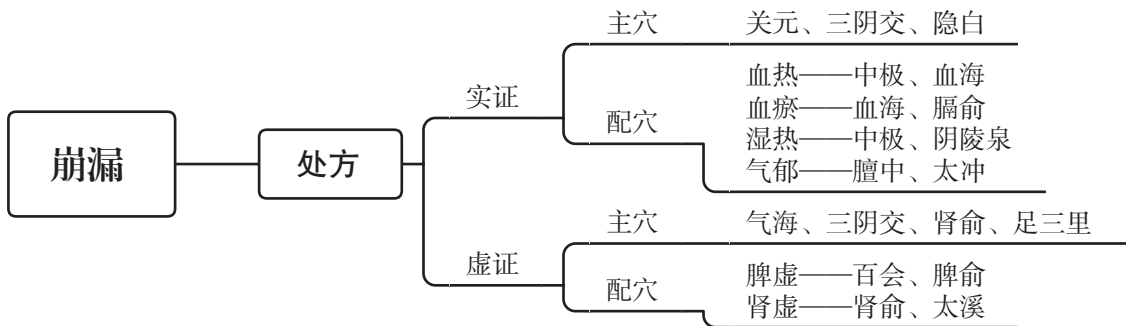 崩漏
处方
实证
主穴
关元、三阴交、隐白
配穴
血热——中极、血海
血瘀——血海、膈俞
湿热——中极、阴陵泉
气郁——膻中、太冲
虚证
主穴
气海、三阴交、肾俞、足三里
配穴
脾虚——百会、脾俞
肾虚——肾俞、太溪